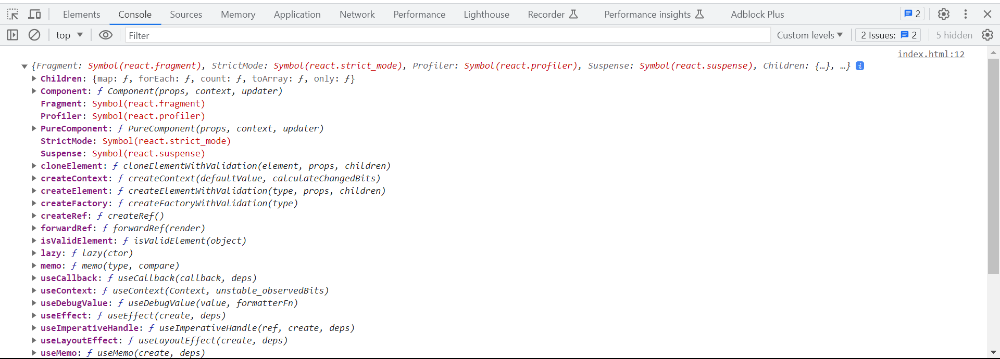 Elements Console Sources Memory Application Network Performance Lighthouse Recorder Performance insights Adblock Plus 2
top Filter Custom levels 2 Issues: 2 5 hidden
index.html:12
{Fragment: Symbol(react.fragment), StrictMode: Symbol(react.strict_mode), Profiler: Symbol(react.profiler), Suspense: Symbol(react.suspense), Children: {…}, …} i
Children: {map: ƒ, forEach: ƒ, count: ƒ, toArray: ƒ, only: ƒ}
Component: ƒ Component(props, context, updater)
Fragment: Symbol(react.fragment)
Profiler: Symbol(react.profiler)
PureComponent: ƒ PureComponent(props, context, updater)
StrictMode: Symbol(react.strict_mode)
Suspense: Symbol(react.suspense)
cloneElement: ƒ cloneElementWithValidation(element, props, children)
createContext: ƒ createContext(defaultValue, calculateChangedBits)
createElement: ƒ createElementWithValidation(type, props, children)
createFactory: ƒ createFactoryWithValidation(type)
createRef: ƒ createRef()
forwardRef: ƒ forwardRef(render)
isValidElement: ƒ isValidElement(object)
lazy: ƒ lazy(ctor)
memo: ƒ memo(type, compare)
useCallback: ƒ useCallback(callback, deps)
useContext: ƒ useContext(Context, unstable_observedBits)
useDebugValue: ƒ useDebugValue(value, formatterFn)
useEffect: ƒ useEffect(create, deps)
useImperativeHandle: ƒ useImperativeHandle(ref, create, deps)
useLayoutEffect: ƒ useLayoutEffect(create, deps)
useMemo: ƒ useMemo(create, deps)